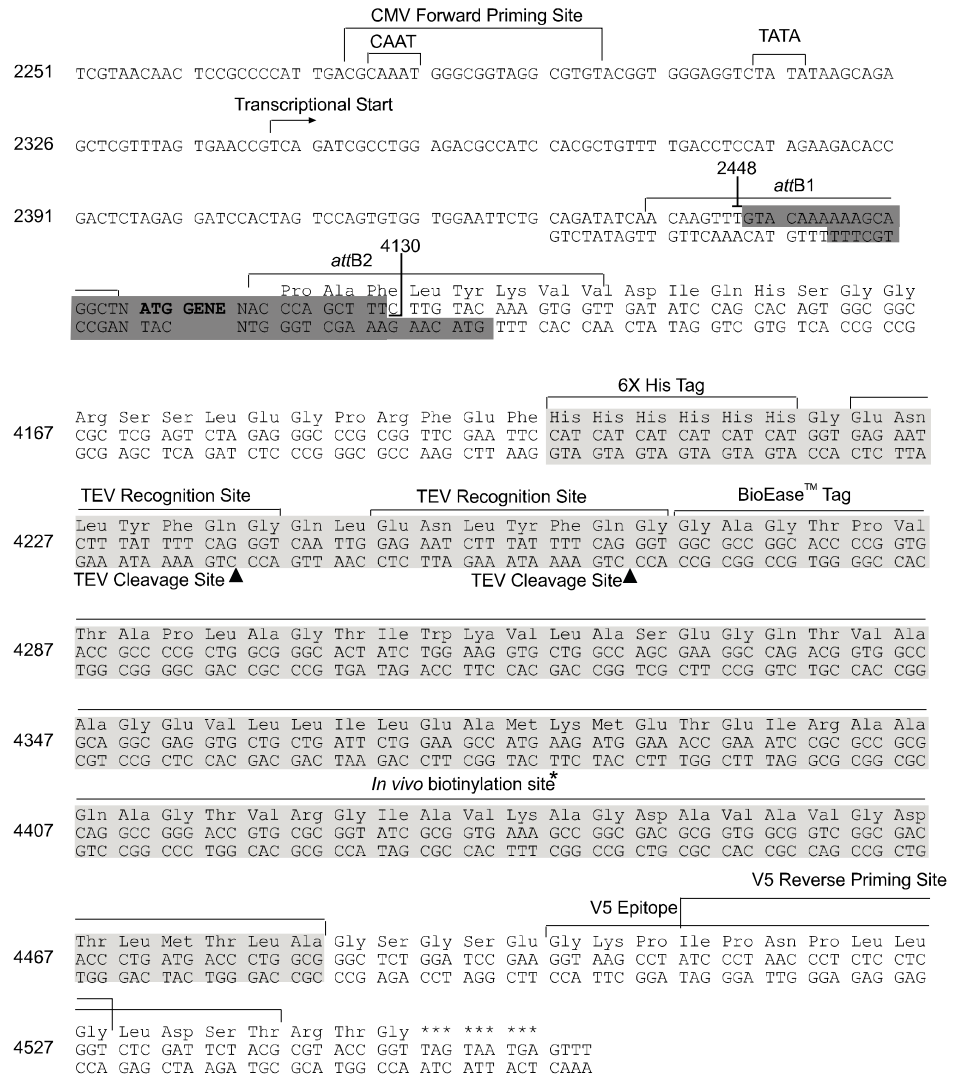 CMV Forward Priming Site
CAAT
TATA
2251 TCGTAACAAC TCCGCCCCAT TGACGCAAAT GGGCGGTAGG CGTGTACGGT GGGAGGTCTA TATAAGCAGA
Transcriptional Start
2326 GCTCGTTTAG TGAACCGTCA GATCGCCTGG AGACGCCATC CACGCTGTTT TGACCTCCAT AGAAGACACC
2448
attB1
2391 GACTCTAGAG GATCCACTAG TCCAGTGTGG TGGAATTCTG CAGATATCAA CAAGTTTGTA CAAAAAAGCA
GTCTATAGTT GTTCAAACAT GTTTTTTCGT
4130
attB2
Pro Ala Phe Leu Tyr Lys Val Val Asp Ile Gln His Ser Gly Gly
GGCTN ATG GENE NAC CCA GCT TTC TTG TAC AAA GTG GTT GAT ATC CAG CAC AGT GGC GGC
CCGAN TAC NTG GGT CGA AAG AAC ATG TTT CAC CAA CTA TAG GTC GTG TCA CCG CCG
6X His Tag
Arg Ser Ser Leu Glu Gly Pro Arg Phe Glu Phe His His His His His His Gly Glu Asn
4167 CGC TCG AGT CTA GAG GGC CCG CGG TTC GAA TTC CAT CAT CAT CAT CAT CAT GGT GAG AAT
GCG AGC TCA GAT CTC CCG GGC GCC AAG CTT AAG GTA GTA GTA GTA GTA GTA CCA CTC TTA
TEV Recognition Site
TEV Recognition Site
BioEase™ Tag
Leu Tyr Phe Gln Gly Gln Leu Glu Asn Leu Tyr Phe Gln Gly Gly Ala Gly Thr Pro Val
4227 CTT TAT TTT CAG GGT CAA TTG GAG AAT CTT TAT TTT CAG GGT GGC GCC GGC ACC CCG GTG
GAA ATA AAA GTC CCA GTT AAC CTC TTA GAA ATA AAA GTC CCA CCG CGG CCG TGG GGC CAC
TEV Cleavage Site
TEV Cleavage Site
Thr Ala Pro Leu Ala Gly Thr Ile Trp Lya Val Leu Ala Ser Glu Gly Gln Thr Val Ala
4287 ACC GCC CCG CTG GCG GGC ACT ATC TGG AAG GTG CTG GCC AGC GAA GGC CAG ACG GTG GCC
TGG CGG GGC GAC CGC CCG TGA TAG ACC TTC CAC GAC CGG TCG CTT CCG GTC TGC CAC CGG
Ala Gly Glu Val Leu Leu Ile Leu Glu Ala Met Lys Met Glu Thr Glu Ile Arg Ala Ala
4347 GCA GGC GAG GTG CTG CTG ATT CTG GAA GCC ATG AAG ATG GAA ACC GAA ATC CGC GCC GCG
CGT CCG CTC CAC GAC GAC TAA GAC CTT CGG TAC TTC TAC CTT TGG CTT TAG GCG CGG CGC
In vivo biotinylation site*
Gln Ala Gly Thr Val Arg Gly Ile Ala Val Lys Ala Gly Asp Ala Val Ala Val Gly Asp
4407 CAG GCC GGG ACC GTG CGC GGT ATC GCG GTG AAA GCC GGC GAC GCG GTG GCG GTC GGC GAC
GTC CGG CCC TGG CAC GCG CCA TAG CGC CAC TTT CGG CCG CTG CGC CAC CGC CAG CCG CTG
V5 Reverse Priming Site
V5 Epitope
Thr Leu Met Thr Leu Ala Gly Ser Gly Ser Glu Gly Lys Pro Ile Pro Asn Pro Leu Leu
4467 ACC CTG ATG ACC CTG GCG GGC TCT GGA TCC GAA GGT AAG CCT ATC CCT AAC CCT CTC CTC
TGG GAC TAC TGG GAC CGC CCG AGA CCT AGG CTT CCA TTC GGA TAG GGA TTG GGA GAG GAG
Gly Leu Asp Ser Thr Arg Thr Gly *** *** ***
4527 GGT CTC GAT TCT ACG CGT ACC GGT TAG TAA TGA GTTT
CCA GAG CTA AGA TGC GCA TGG CCA ATC ATT ACT CAAA